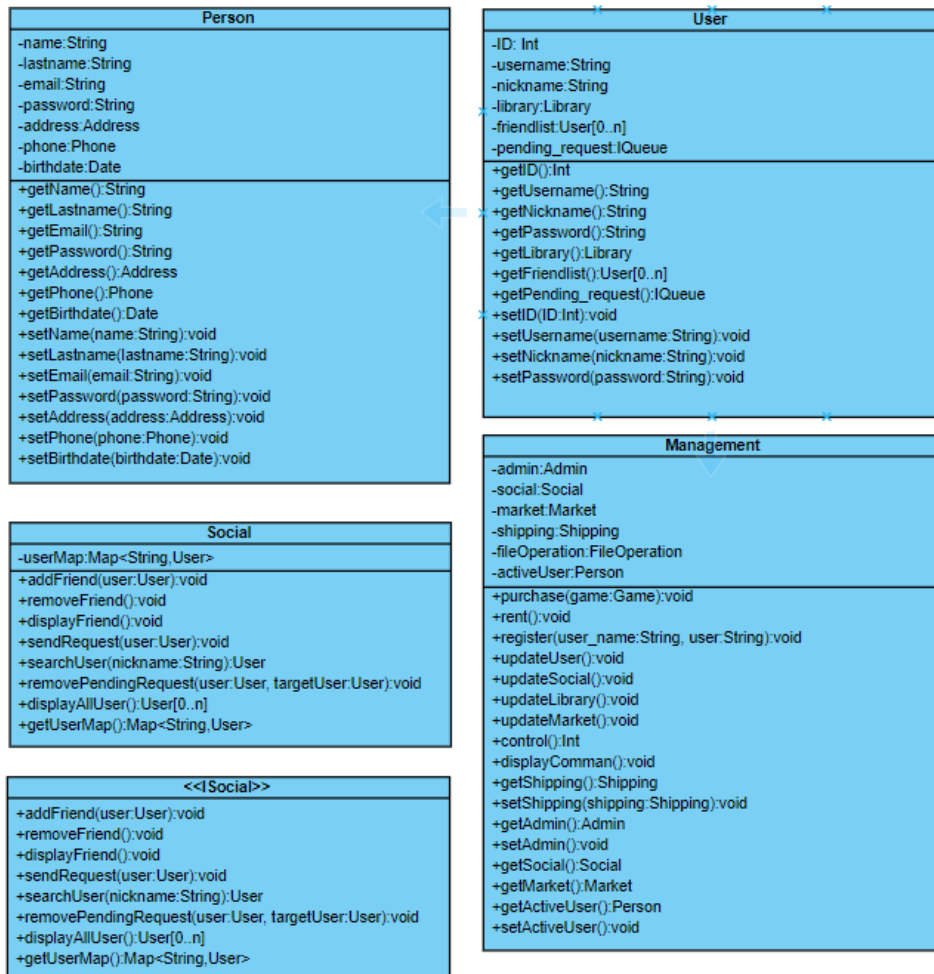 Person
-name:String
-lastname:String
-email:String
-password:String
-address:Address
-phone:Phone
-birthdate:Date
+getName():String
+getLastname():String
+getEmail():String
+getPassword():String
+getAddress():Address
+getPhone():Phone
+getBirthdate():Date
+setName(name:String):void
+setLastname(lastname:String):void
+setEmail(email:String):void
+setPassword(password:String):void
+setAddress(address:Address):void
+setPhone(phone:Phone):void
+setBirthdate(birthdate:Date):void
User
-ID: Int
-username:String
-nickname:String
-library:Library
-friendlist:User[0..n]
-pending_request:IQueue
+getID():Int
+getUsername():String
+getNickname():String
+getPassword():String
+getLibrary():Library
+getFriendlist():User[0..n]
+getPending_request():IQueue
+setID(ID:Int):void
+setUsername(username:String):void
+setNickname(nickname:String):void
+setPassword(password:String):void
Social
-userMap:Map<String,User>
+addFriend(user:User):void
+removeFriend():void
+displayFriend():void
+sendRequest(user:User):void
+searchUser(nickname:String):User
+removePendingRequest(user:User, targetUser:User):void
+displayAllUser():User[0..n]
+getUserMap():Map<String,User>
<<ISocial>>
+addFriend(user:User):void
+removeFriend():void
+displayFriend():void
+sendRequest(user:User):void
+searchUser(nickname:String):User
+removePendingRequest(user:User, targetUser:User):void
+displayAllUser():User[0..n]
+getUserMap():Map<String,User>
Management
-admin:Admin
-social:Social
-market:Market
-shipping:Shipping
-fileOperation:FileOperation
-activeUser:Person
+purchase(game:Game):void
+rent():void
+register(user_name:String, user:String):void
+updateUser():void
+updateSocial():void
+updateLibrary():void
+updateMarket():void
+control():Int
+displayComman():void
+getShipping():Shipping
+setShipping(shipping:Shipping):void
+getAdmin():Admin
+setAdmin():void
+getSocial():Social
+getMarket():Market
+getActiveUser():Person
+setActiveUser():void